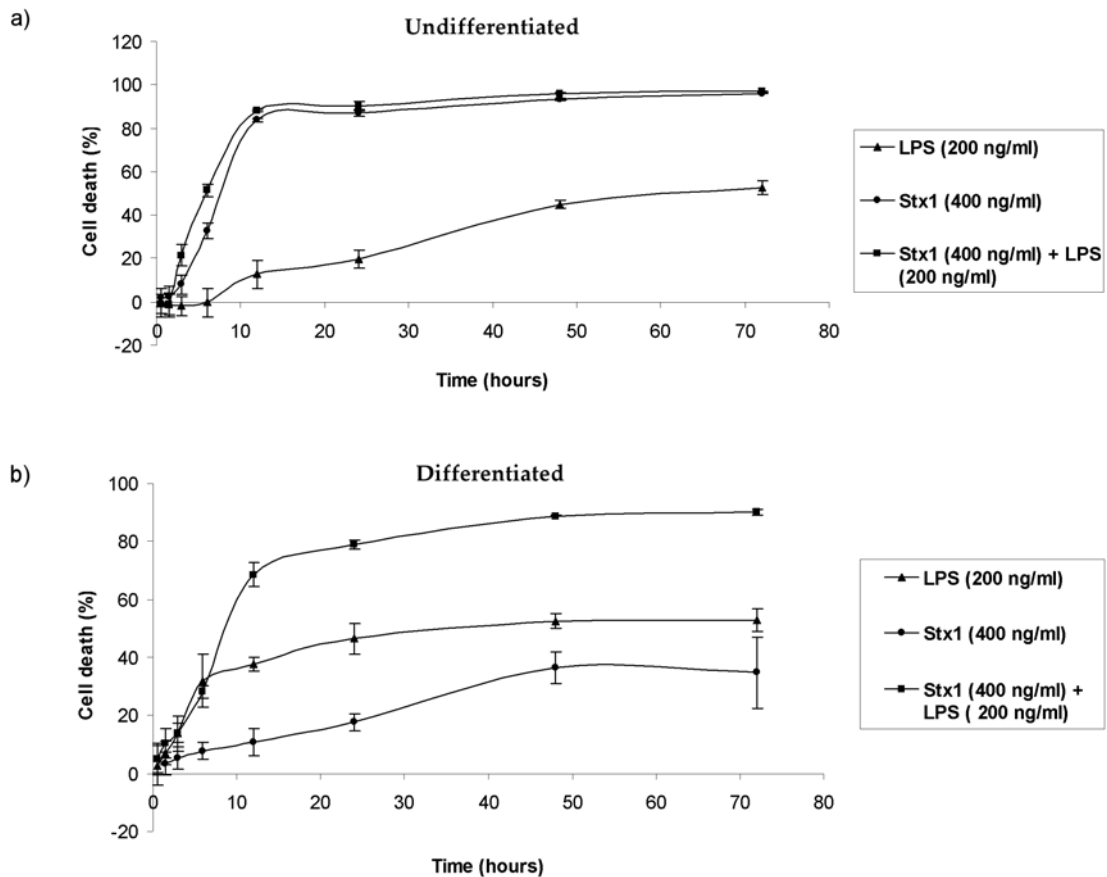 a)
Undifferentiated
120
100
80
60
40
20
0
-20
Cell death (%)
0 10 20 30 40 50 60 70 80
Time (hours)
LPS (200 ng/ml)
Stx1 (400 ng/ml)
Stx1 (400 ng/ml) + LPS
(200 ng/ml)
b)
Differentiated
100
80
60
40
20
0
-20
Cell death (%)
0 10 20 30 40 50 60 70 80
Time (hours)
LPS (200 ng/ml)
Stx1 (400 ng/ml)
Stx1 (400 ng/ml) +
LPS ( 200 ng/ml)